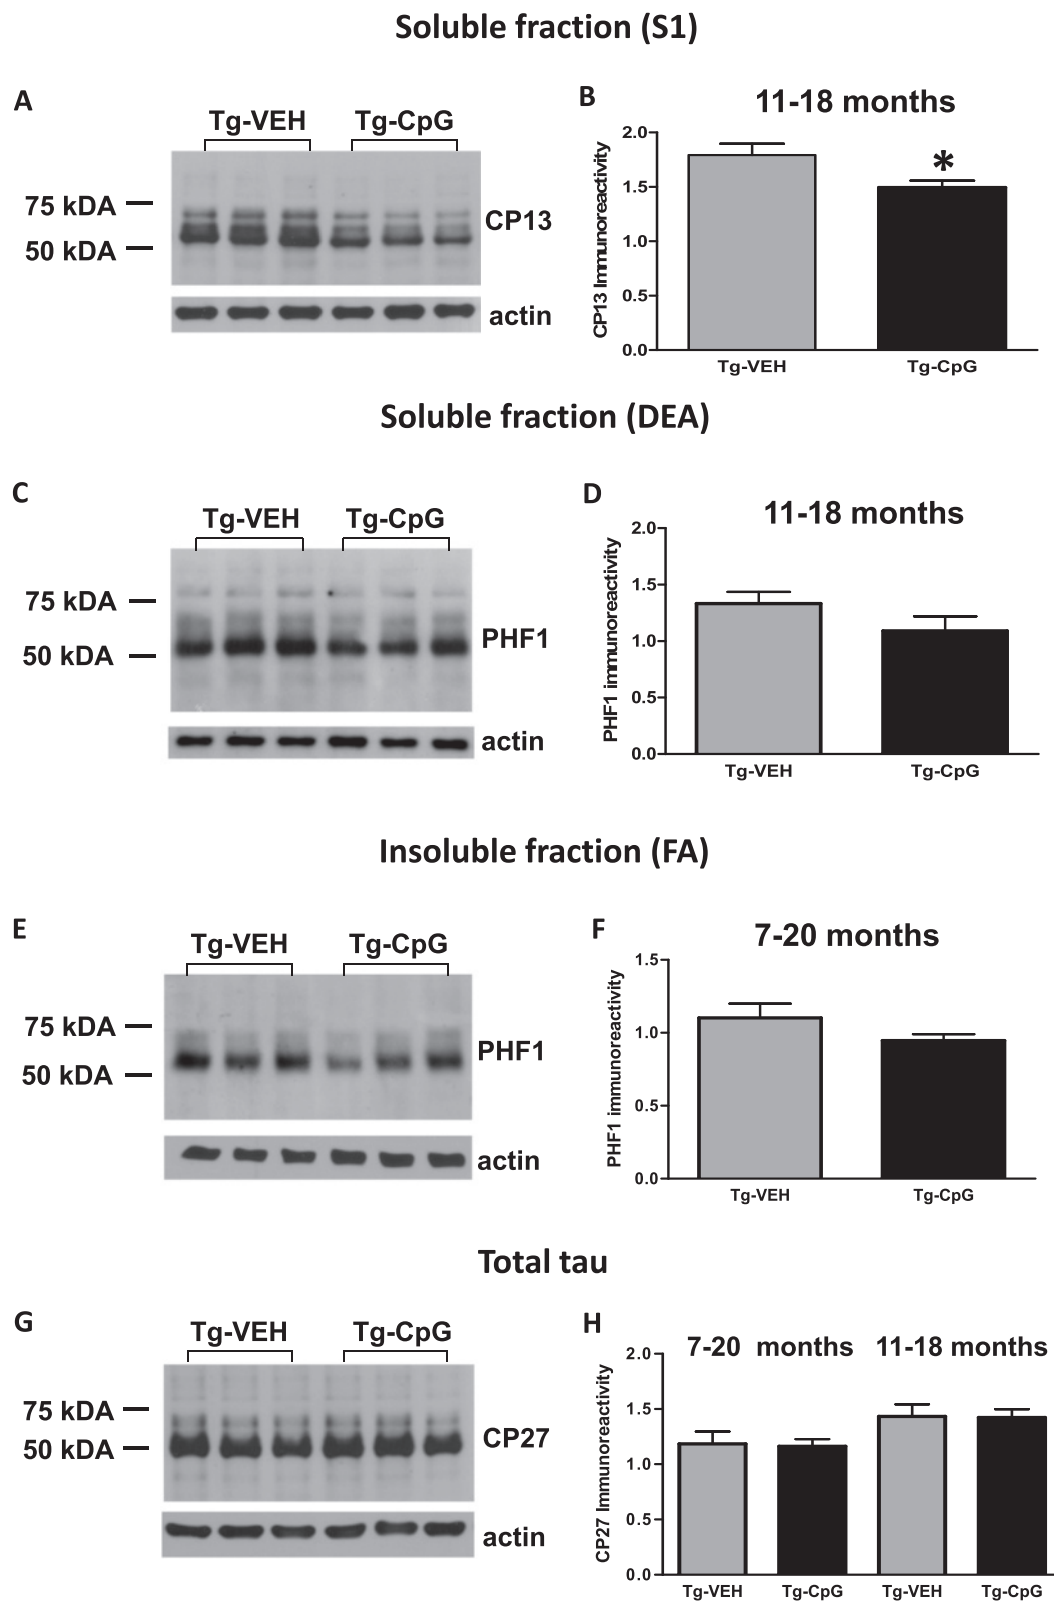 Soluble fraction (S1)
A
Tg-VEH Tg-CpG
75 kDA
50 kDA
CP13
actin
B
11-18 months
CP13 Immunoreactivity
2.0
1.5
1.0
0.5
0.0
*
Tg-VEH Tg-CpG
Soluble fraction (DEA)
C
Tg-VEH Tg-CpG
75 kDA
50 kDA
PHF1
actin
D
11-18 months
PHF1 immunoreactivity
2.0
1.5
1.0
0.5
0.0
Tg-VEH Tg-CpG
Insoluble fraction (FA)
E
Tg-VEH Tg-CpG
75 kDA
50 kDA
PHF1
actin
F
7-20 months
PHF1 immunoreactivity
1.5
1.0
0.5
0.0
Tg-VEH Tg-CpG
Total tau
G
Tg-VEH Tg-CpG
75 kDA
50 kDA
CP27
actin
H
7-20 months 11-18 months
CP27 Immunoreactivity
2.0
1.5
1.0
0.5
0.0
Tg-VEH Tg-CpG Tg-VEH Tg-CpG